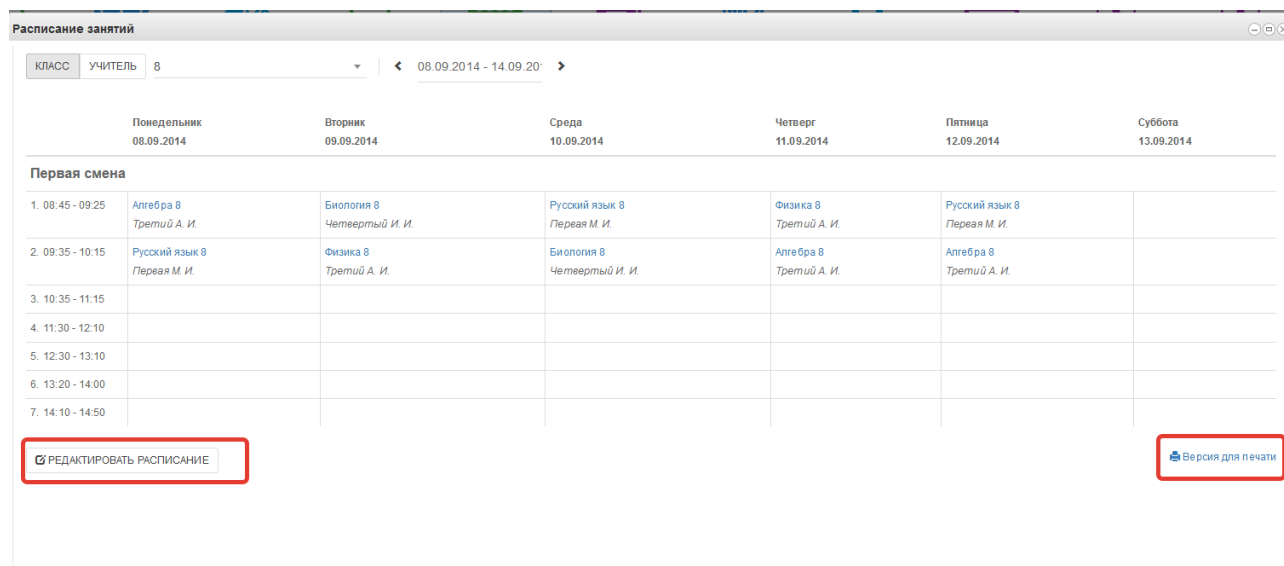 Расписание занятий
КЛАСС УЧИТЕЛЬ 8 08.09.2014 - 14.09.20
Понедельник Вторник Среда Четверг Пятница Суббота
08.09.2014 09.09.2014 10.09.2014 11.09.2014 12.09.2014 13.09.2014
Первая смена
1. 08:45 - 09:25 Алгебра 8 Биология 8 Русский язык 8 Физика 8 Русский язык 8
Третий А. И. Четвертый И. И. Первая М. И. Третий А. И. Первая М. И.
2. 09:35 - 10:15 Русский язык 8 Физика 8 Биология 8 Алгебра 8 Алгебра 8
Первая М. И. Третий А. И. Четвертый И. И. Третий А. И. Третий А. И.
3. 10:35 - 11:15
4. 11:30 - 12:10
5. 12:30 - 13:10
6. 13:20 - 14:00
7. 14:10 - 14:50
РЕДАКТИРОВАТЬ РАСПИСАНИЕ Версия для печати